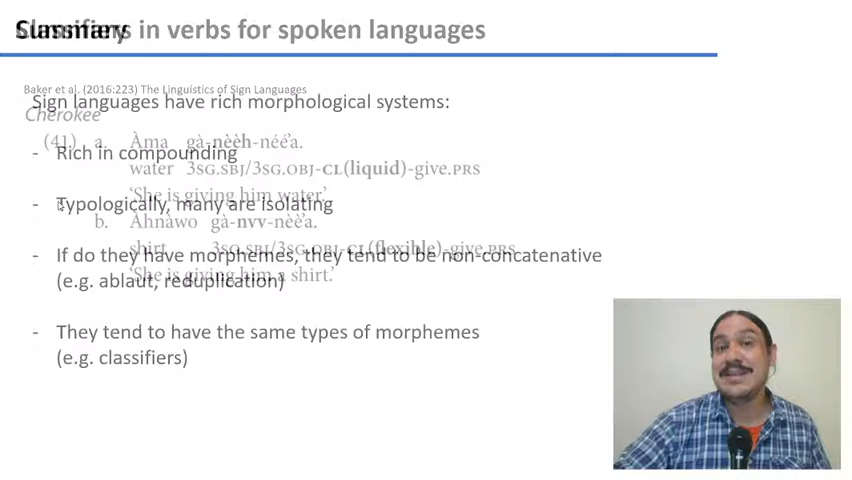 Summary
Classifiers in verbs for spoken languages
Baker et al. (2016:223) The Linguistics of Sign Languages
Sign languages have rich morphological systems:
Cherokee
(41) a. Àma gà-nèèh-néé'a.
- Rich in compounding
water 3SG.SBJ/3SG.OBJ-CL(liquid)-give.PRS
'She is giving him water'
- Typologically, many are isolating
b. Àhnàwo gà-nvv-nèè'a.
shirt 3SG.SBJ/3SG.OBJ-CL(flexible)-give.PRS
- If do they have morphemes, they tend to be non-concatenative
'She is giving him a shirt.'
(e.g. ablaut, reduplication)
- They tend to have the same types of morphemes
(e.g. classifiers)